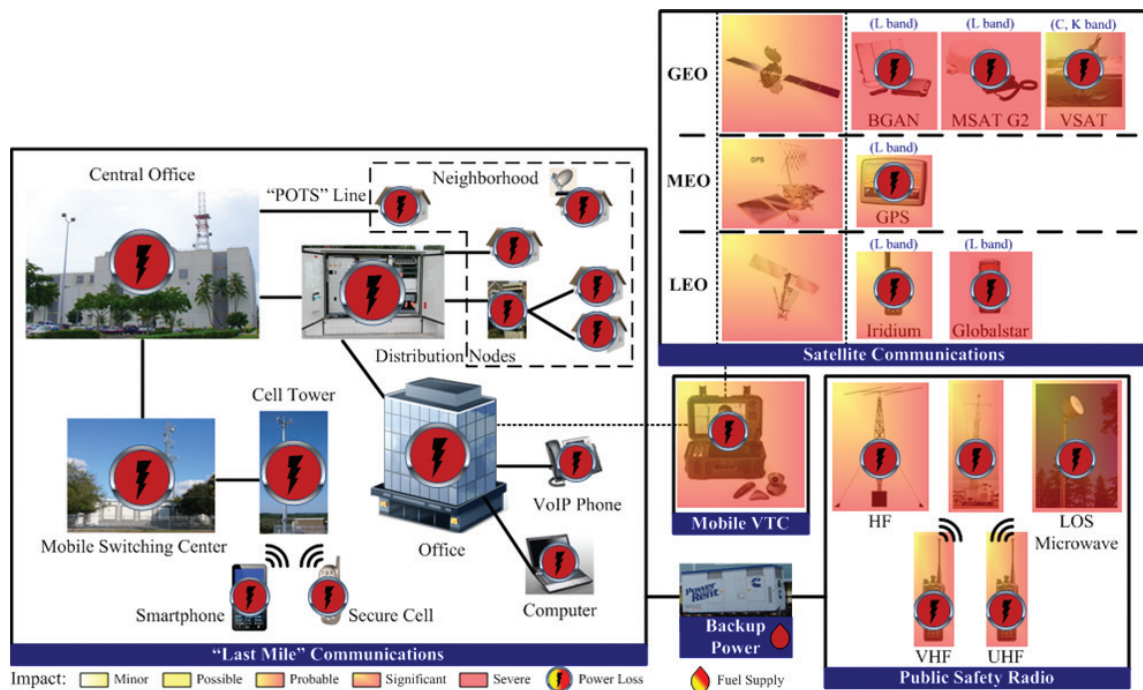 (L band)
(L band)
(C, K band)
GEO
BGAN
MSAT G2
VSAT
MEO
GPS
(L band)
GPS
LEO
(L band)
(L band)
Iridium
Globalstar
Satellite Communications
Central Office
"POTS" Line
Neighborhood
Distribution Nodes
Cell Tower
Mobile Switching Center
Office
VoIP Phone
Smartphone
Secure Cell
Computer
"Last Mile" Communications
Mobile VTC
Power
Rent
Backup
Power
HF
LOS
Microwave
VHF
UHF
Public Safety Radio
Impact:
Minor
Possible
Probable
Significant
Severe
Power Loss
Fuel Supply